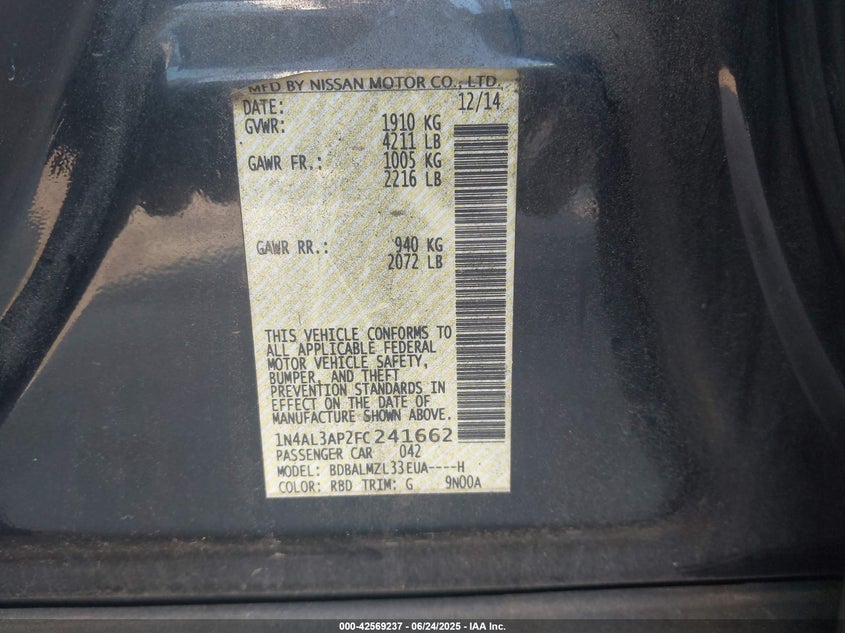 MFD BY NISSAN MOTOR CO., LTD.
DATE: 12/14
GVWR: 1910 KG
4211 LB
GAWR FR.: 1005 KG
2216 LB
GAWR RR.: 940 KG
2072 LB
THIS VEHICLE CONFORMS TO
ALL APPLICABLE FEDERAL
MOTOR VEHICLE SAFETY,
BUMPER, AND THEFT
PREVENTION STANDARDS IN
EFFECT ON THE DATE OF
MANUFACTURE SHOWN ABOVE.
1N4AL3AP2FC241662
PASSENGER CAR 042
MODEL: BDBALMZL33EUA----H
COLOR: RBD TRIM: G 9N00A
000-42569237 - 06/24/2025 - IAA Inc.